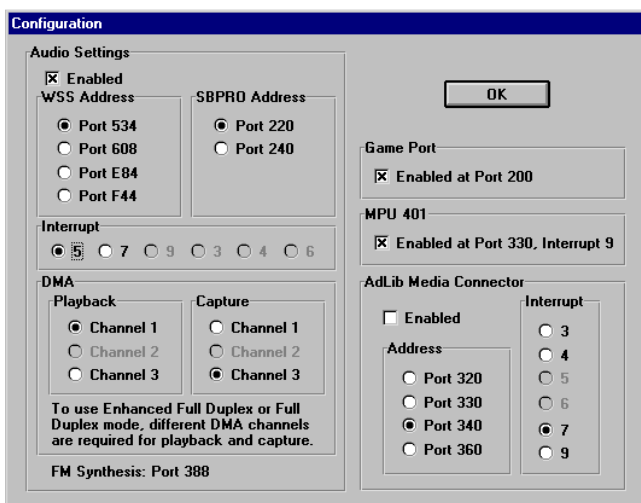 Configuration
Audio Settings
Enabled
WSS Address
Port 534
Port 608
Port E84
Port F44
SBPRO Address
Port 220
Port 240
Interrupt
5 7 9 3 4 6
DMA
Playback
Channel 1
Channel 2
Channel 3
Capture
Channel 1
Channel 2
Channel 3
To use Enhanced Full Duplex or Full
Duplex mode, different DMA channels
are required for playback and capture.
FM Synthesis: Port 388
OK
Game Port
Enabled at Port 200
MPU 401
Enabled at Port 330, Interrupt 9
AdLib Media Connector
Enabled
Address
Port 320
Port 330
Port 340
Port 360
Interrupt
3
4
5
6
7
9